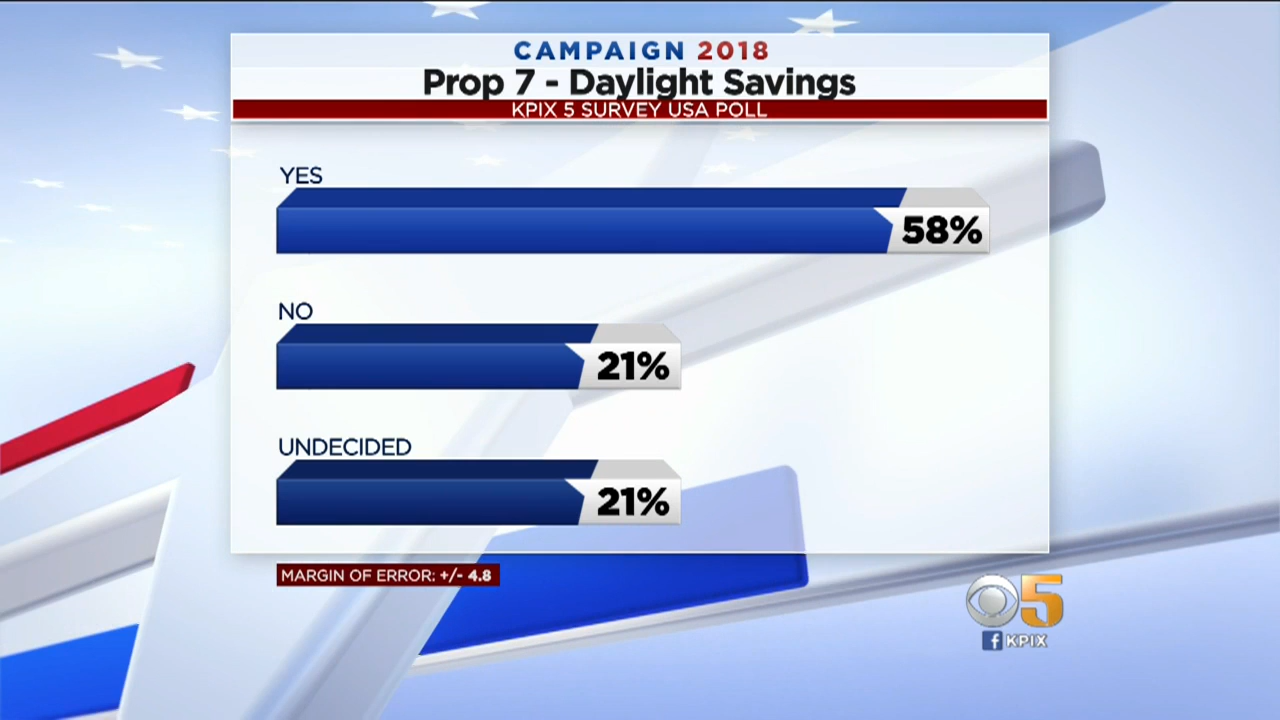 CAMPAIGN 2018
Prop 7 - Daylight Savings
KPIX 5 SURVEY USA POLL
YES
58%
NO
21%
UNDECIDED
21%
MARGIN OF ERROR: +/- 4.8
5
f KPIX